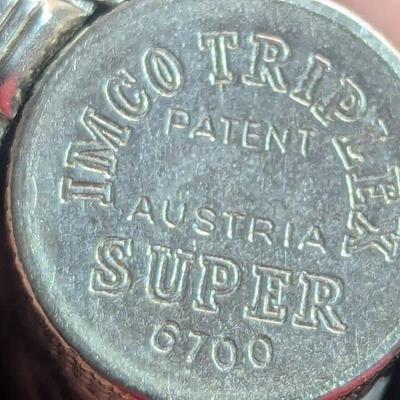 IMCO TRIPLEX
PATENT
AUSTRIA
SUPER
6700